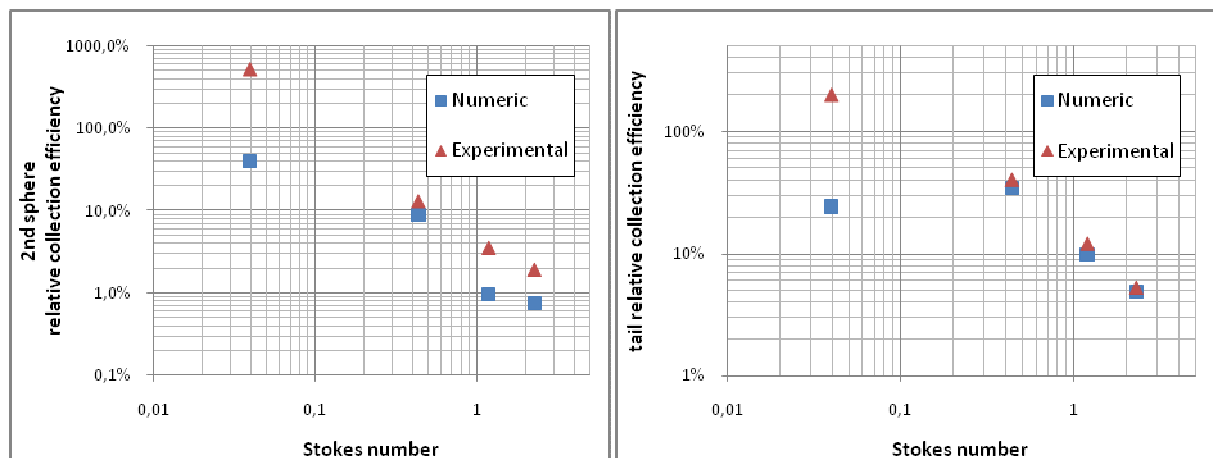 1000,0%
100,0%
10,0%
1,0%
0,1%
0,01
0,1
1
2nd sphere
relative collection efficiency
Stokes number
Numeric
Experimental
100%
10%
1%
0,01
0,1
1
tail relative collection efficiency
Stokes number
Numeric
Experimental